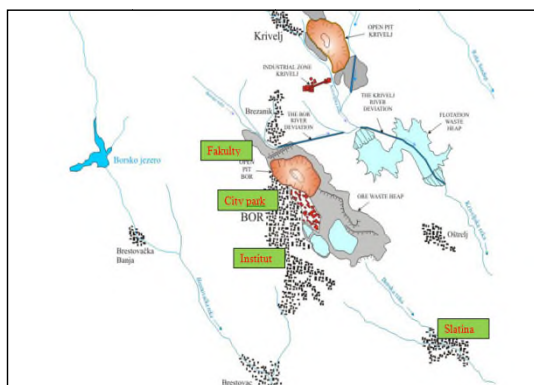 Krivelj
OPEN PIT
KRIVELJ
INDUSTRIAL ZONE
KRIVELJ
THE KRIVELJ
RIVER
DEVIATION
THE BOR
RIVER
DEVIATION
FLOTATION
WASTE
HEAP
Brezanik
Fakulty
OPEN
PIT
BOR
Borsko jezero
City park
BOR
ORE WASTE HEAP
Institut
Oštrelj
Brestovačka
Banja
Slatina
Brestovac